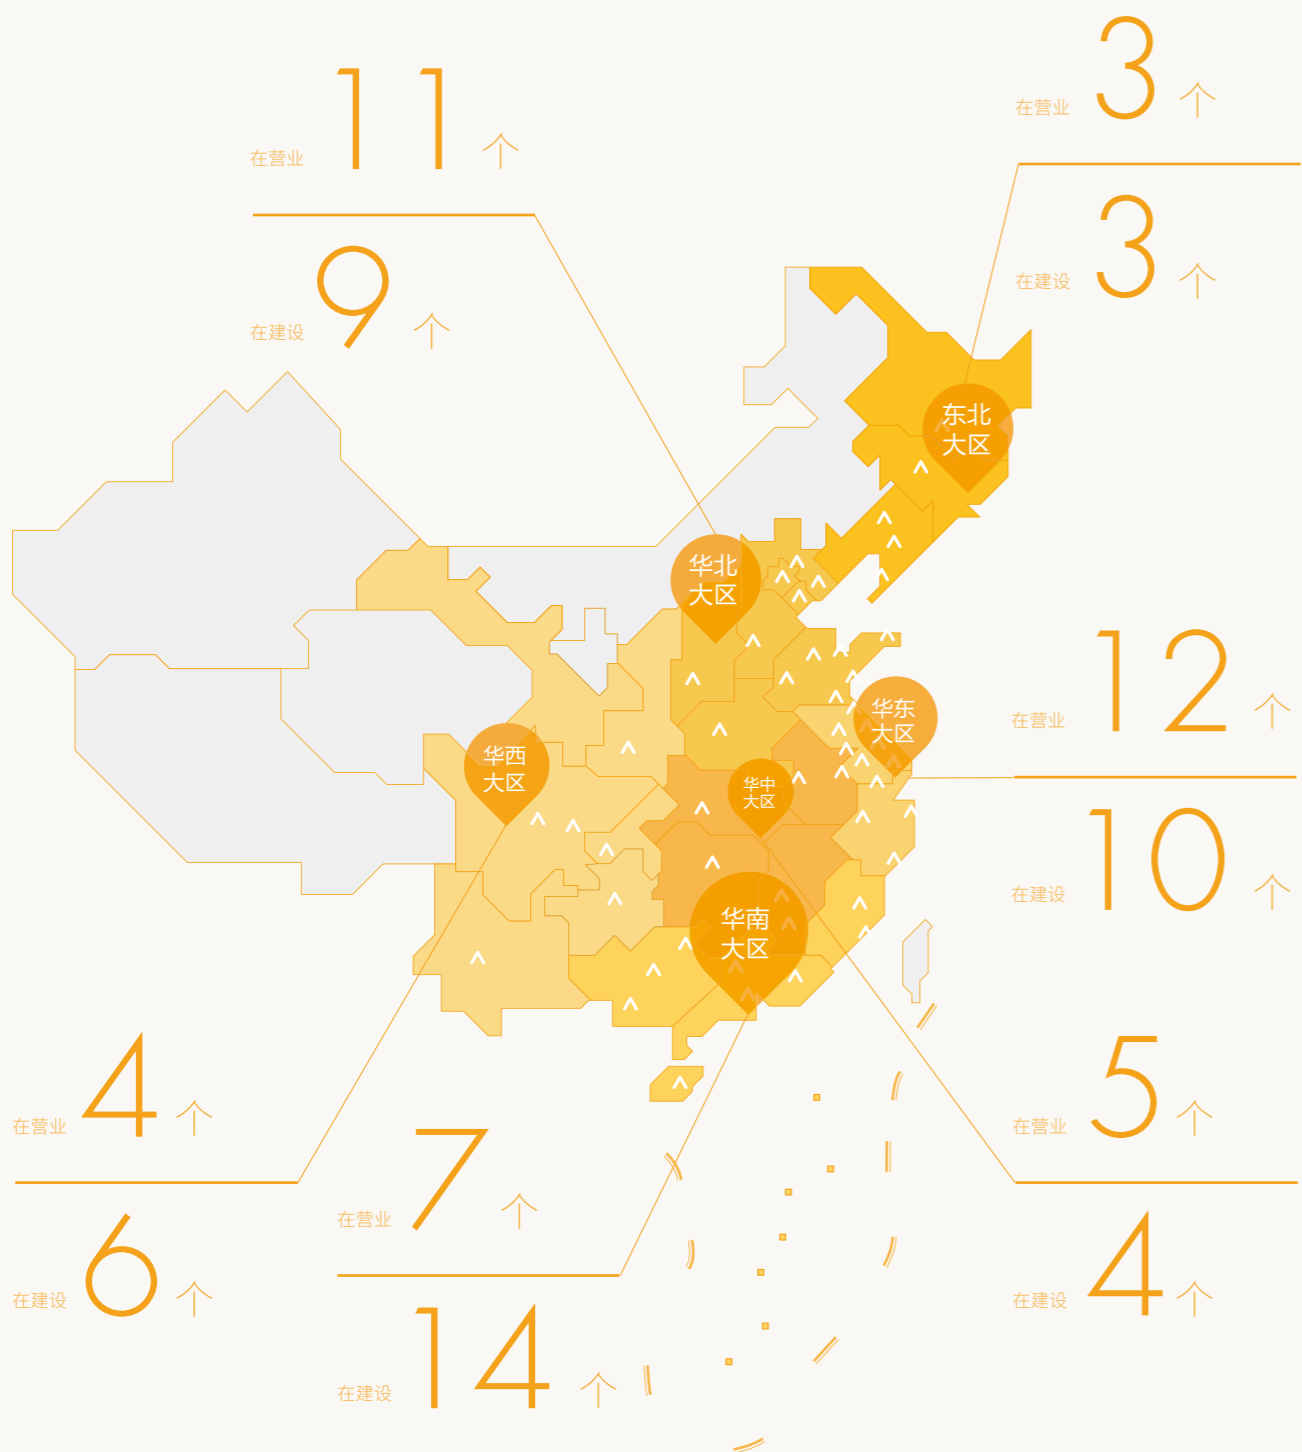 在营业 11 个
在建设 9 个
在营业 3 个
在建设 3 个
东北
大区
华北
大区
华东
大区
在营业 12 个
在建设 10 个
华西
大区
华中
大区
华南
大区
在营业 4 个
在建设 6 个
在营业 7 个
在建设 14 个
在营业 5 个
在建设 4 个